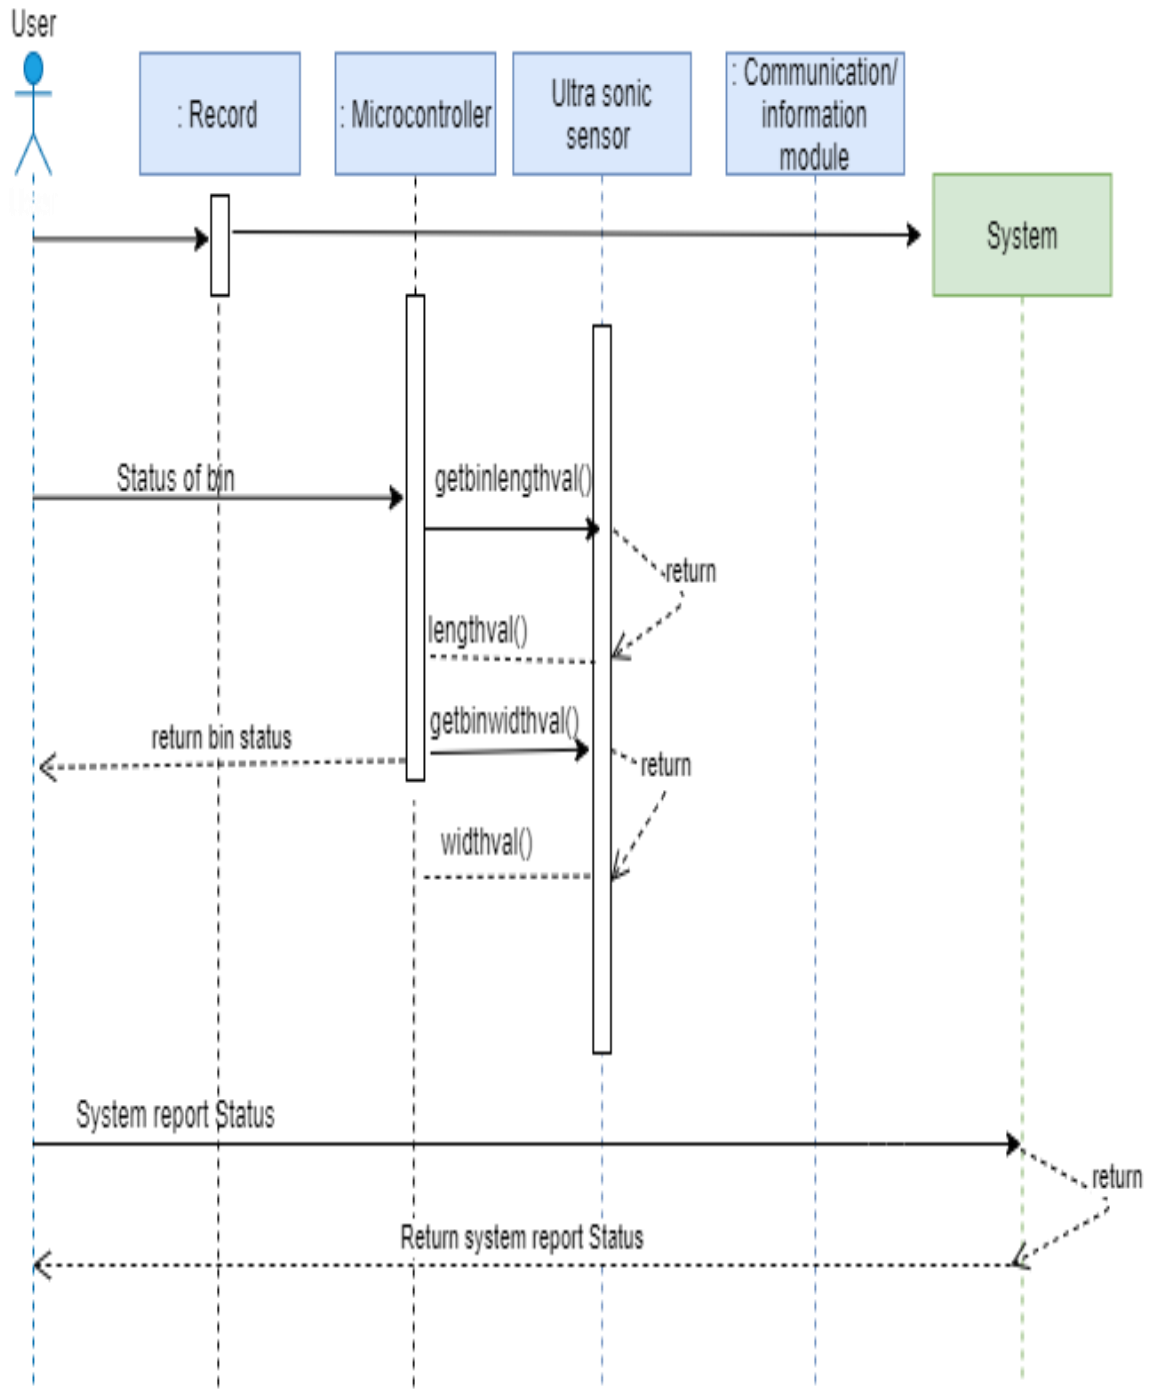 User
: Record
: Microcontroller
Ultra sonic
sensor
: Communication/
information
module
System
Status of bin
getbinlengthval()
return
lengthval()
getbinwidthval()
return bin status
return
widthval()
System report Status
return
Return system report Status